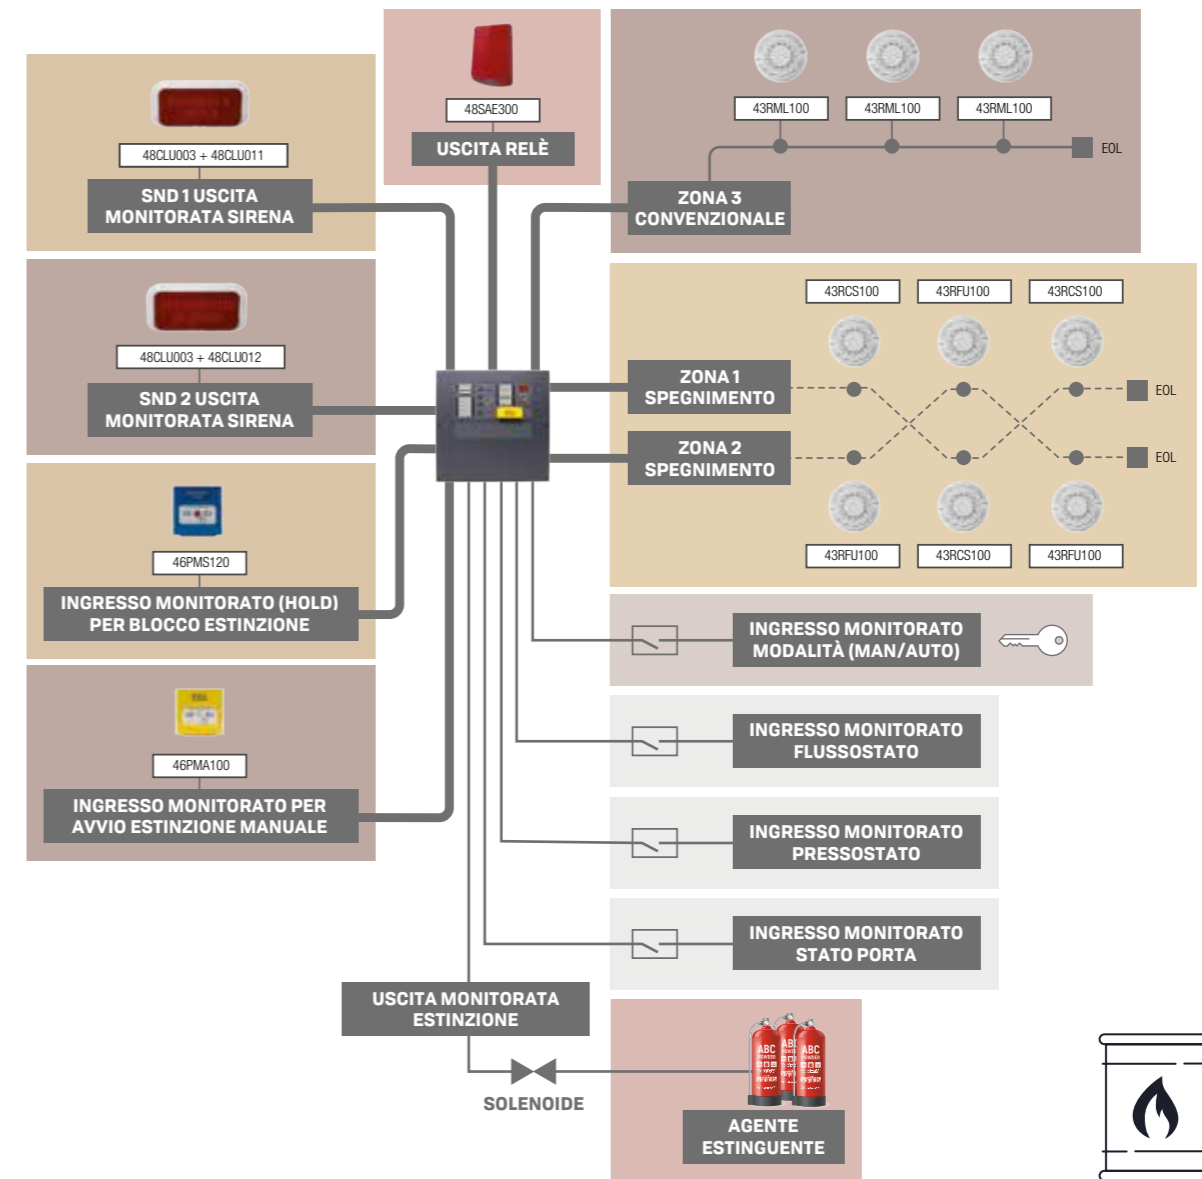 48SAE300
USCITA RELÈ
43RML100
43RML100
43RML100
EOL
ZONA 3
CONVENZIONALE
48CLU003 + 48CLU011
SND 1 USCITA
MONITORATA SIRENA
48CLU003 + 48CLU012
SND 2 USCITA
MONITORATA SIRENA
43RCS100
43RFU100
43RCS100
ZONA 1
SPEGNIMENTO
EOL
ZONA 2
SPEGNIMENTO
EOL
43RFU100
43RCS100
43RFU100
46PMS120
INGRESSO MONITORATO (HOLD)
PER BLOCCO ESTINZIONE
46PMA100
INGRESSO MONITORATO PER
AVVIO ESTINZIONE MANUALE
INGRESSO MONITORATO
MODALITÀ (MAN/AUTO)
INGRESSO MONITORATO
FLUSSOSTATO
INGRESSO MONITORATO
PRESSOSTATO
INGRESSO MONITORATO
STATO PORTA
USCITA MONITORATA
ESTINZIONE
SOLENOIDE
ABC
POWDER
ABC
POWDER
AGENTE
ESTINGUENTE